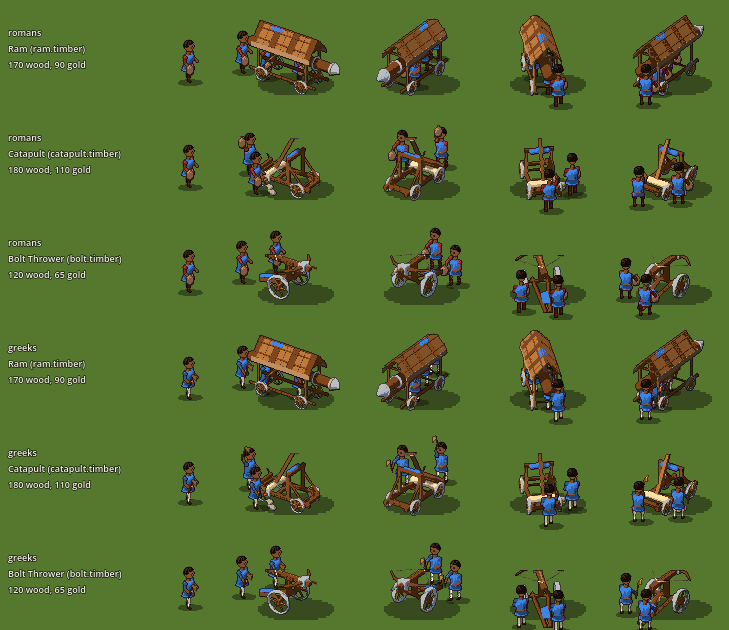 romans
Ram (ram.timber)
170 wood, 90 gold
romans
Catapult (catapult.timber)
180 wood, 110 gold
romans
Bolt Thrower (bolt.timber)
120 wood, 65 gold
greeks
Ram (ram.timber)
170 wood, 90 gold
greeks
Catapult (catapult.timber)
180 wood, 110 gold
greeks
Bolt Thrower (bolt.timber)
120 wood, 65 gold